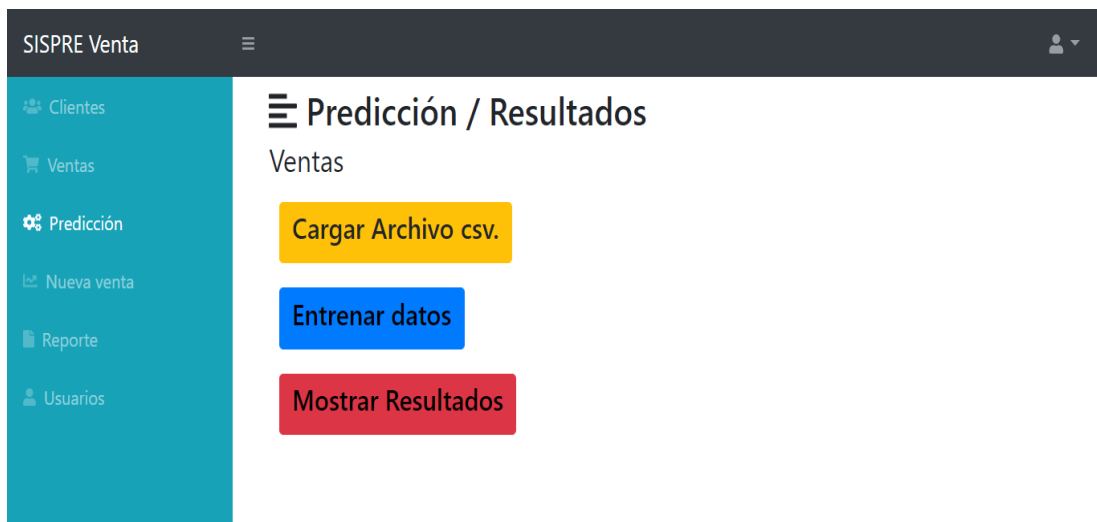 SISPRE Venta
Clientes
Ventas
Predicción
Nueva venta
Reporte
Usuarios
Predicción / Resultados
Ventas
Cargar Archivo csv.
Entrenar datos
Mostrar Resultados